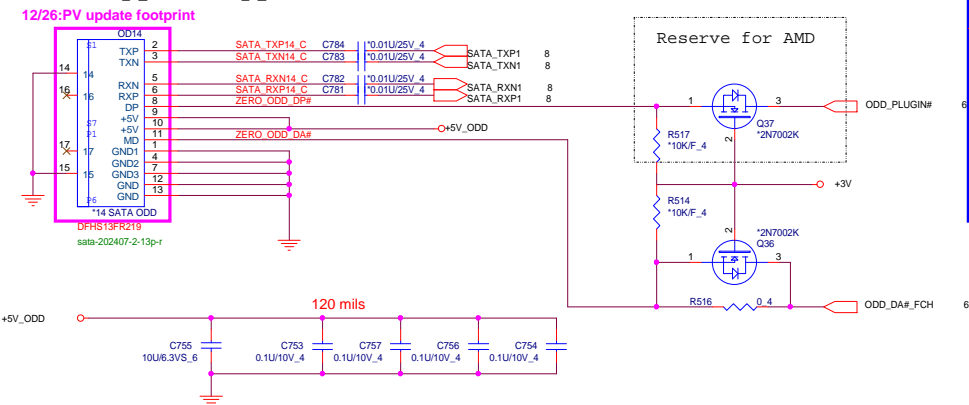 12/26:PV update footprint
OD14
S1
TXP 2 SATA_TXP14_C C784 *0.01U/25V_4 SATA_TXP1 8
TXN 3 SATA_TXN14_C C783 *0.01U/25V_4 SATA_TXN1 8
14 14
RXN 5 SATA_RXN14_C C782 *0.01U/25V_4 SATA_RXN1 8
16 16
RXP 6 SATA_RXP14_C C781 *0.01U/25V_4 SATA_RXP1 8
DP 8 ZERO_ODD_DP#
+5V 9
S7
+5V 10 +5V_ODD
P1
MD 11 ZERO_ODD_DA#
17 17
GND1 1
GND2 4
15 15
GND3 7
GND 12
GND 13
P6
*14 SATA ODD
DFHS13FR219
sata-202407-2-13p-r
Reserve for AMD
1 3 ODD_PLUGIN# 6
Q37
*2N7002K
2
R517
*10K/F_4
+3V
R514
*10K/F_4
2
*2N7002K
Q36
1 3
R516 0_4 ODD_DA#_FCH 6
120 mils
+5V_ODD
C755
10U/6.3VS_6
C753
0.1U/10V_4
C757
0.1U/10V_4
C756
0.1U/10V_4
C754
0.1U/10V_4